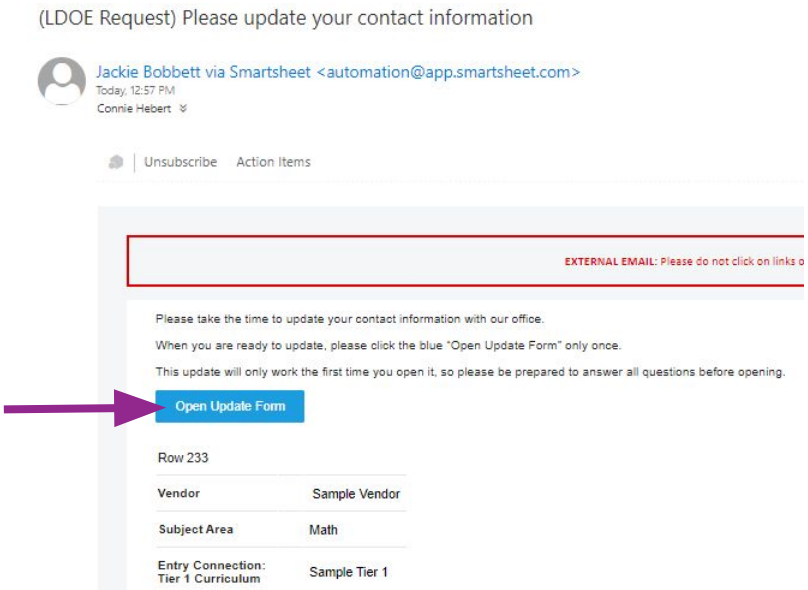 (LDOE Request) Please update your contact information
Jackie Bobbett via Smartsheet <automation@app.smartsheet.com>
Today, 12:57 PM
Connie Hebert
Unsubscribe Action Items
EXTERNAL EMAIL: Please do not click on links o
Please take the time to update your contact information with our office.
When you are ready to update, please click the blue "Open Update Form" only once.
This update will only work the first time you open it, so please be prepared to answer all questions before opening.
Open Update Form
Row 233
Vendor Sample Vendor
Subject Area Math
Entry Connection:
Tier 1 Curriculum Sample Tier 1